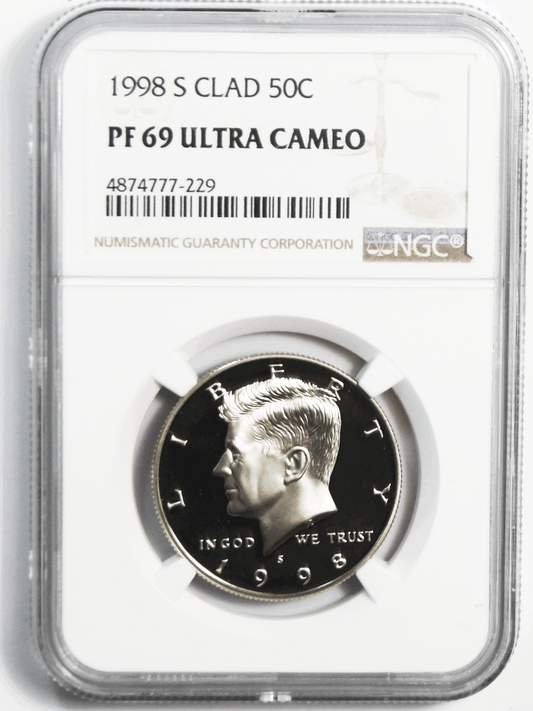 1998 S CLAD 50C
PF 69 ULTRA CAMEO
4874777-229
NUMISMATIC GUARANTY CORPORATION
NGC®
LIBERTY
IN GOD WE TRUST
S
1998